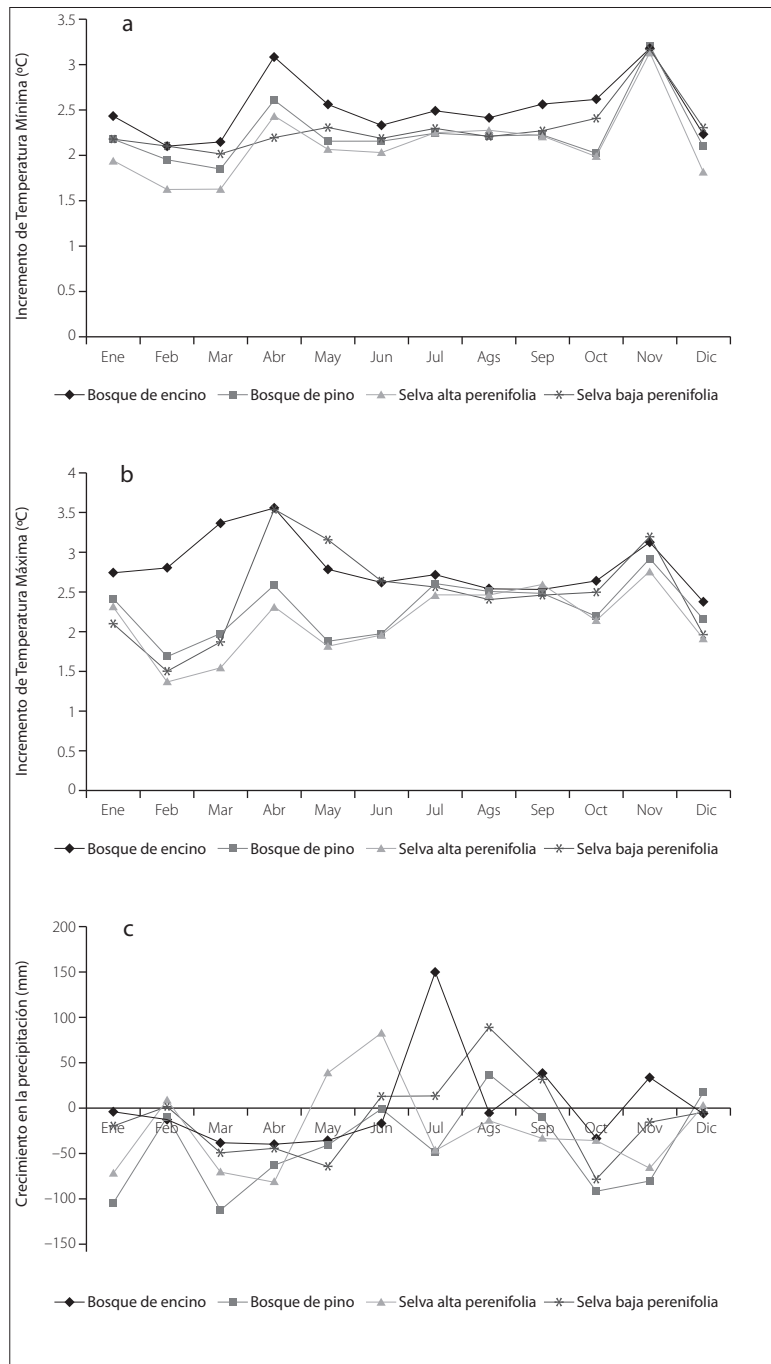 a
Incremento de Temperatura Mínima (ºC)
3.5
3
2.5
2
1.5
1
0.5
0
Ene Feb Mar Abr May Jun Jul Ags Sep Oct Nov Dic
Bosque de encino Bosque de pino Selva alta perenifolia Selva baja perenifolia
b
Incremento de Temperatura Máxima (ºC)
4
3.5
3
2.5
2
1.5
1
0.5
0
Ene Feb Mar Abr May Jun Jul Ags Sep Oct Nov Dic
Bosque de encino Bosque de pino Selva alta perenifolia Selva baja perenifolia
c
Crecimiento en la precipitación (mm)
200
150
100
50
0
−50
−100
−150
Ene Feb Mar Abr May Jun Jul Ags Sep Oct Nov Dic
Bosque de encino Bosque de pino Selva alta perenifolia Selva baja perenifolia